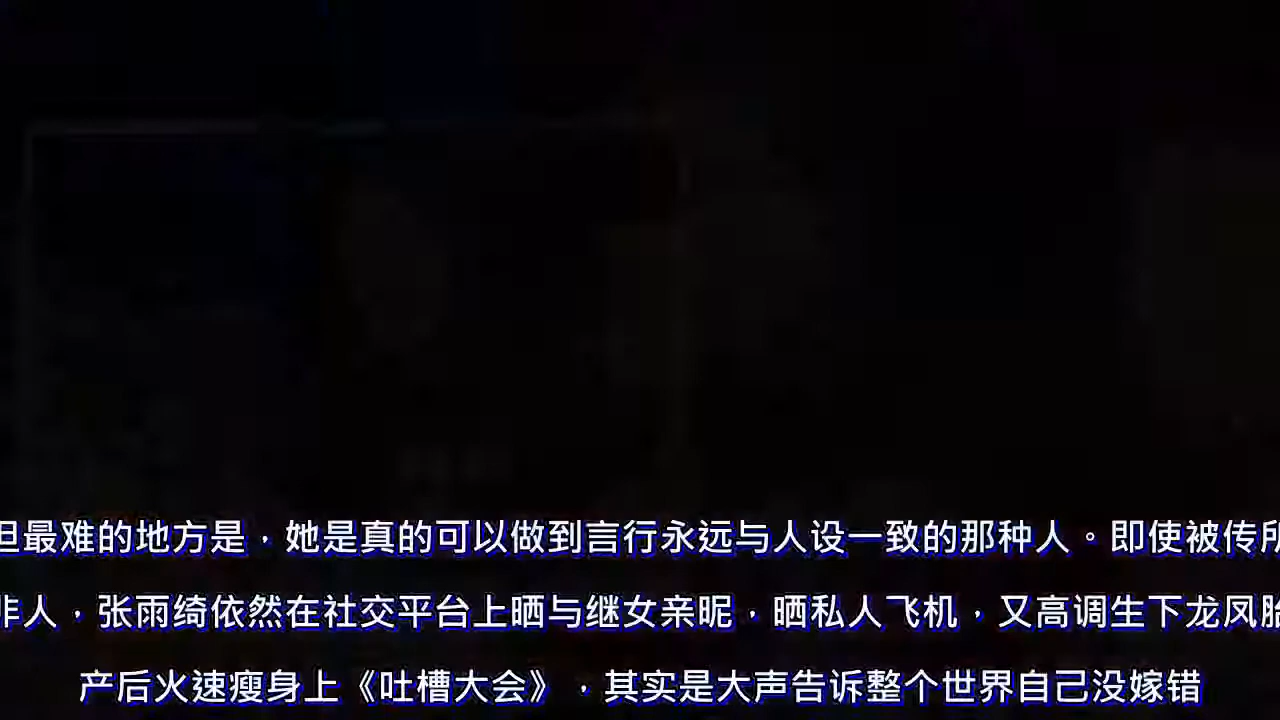 但最难的地方是，她是真的可以做到言行永远与人设一致的那种人。即使被传所
非人，张雨绮依然在社交平台上晒与继女亲昵，晒私人飞机，又高调生下龙凤胎
产后火速瘦身上《吐槽大会》，其实是大声告诉整个世界自己没嫁错